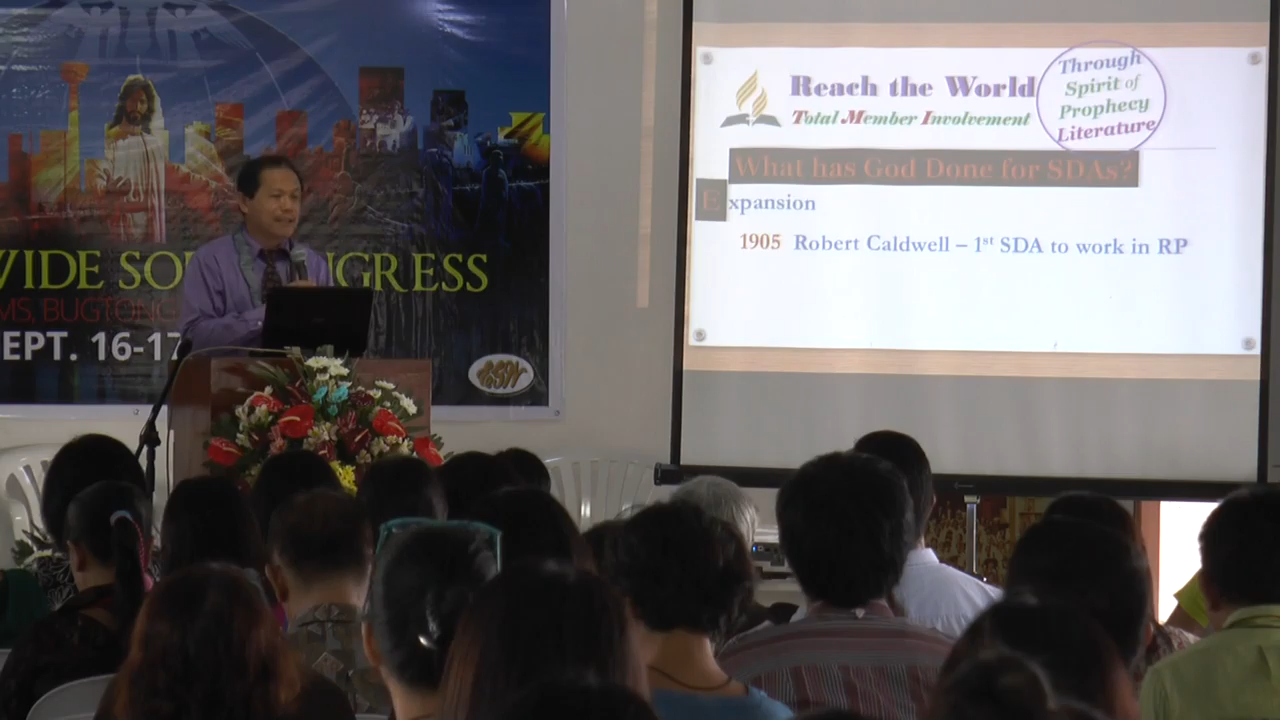 WIDE SO NGRESS
MS, BUGTONG
EPT. 16-17
Reach the World
Total Member Involvement
Through
Spirit of
Prophecy
Literature
What has God Done for SDAs?
Expansion
1905 Robert Caldwell – 1st SDA to work in RP